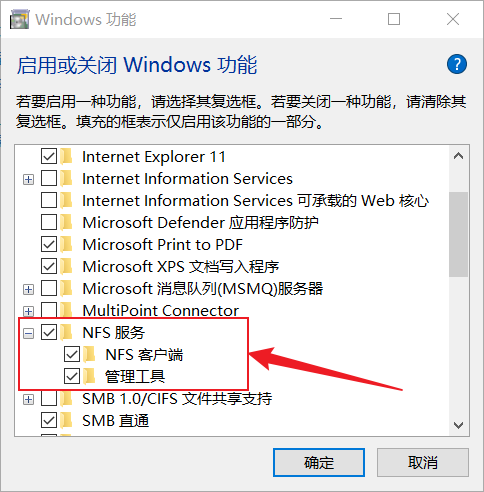 Windows 功能
启用或关闭 Windows 功能
?
若要启用一种功能，请选择其复选框。若要关闭一种功能，请清除其
复选框。填充的框表示仅启用该功能的一部分。
Internet Explorer 11
Internet Information Services
Internet Information Services 可承载的 Web 核心
Microsoft Defender 应用程序防护
Microsoft Print to PDF
Microsoft XPS 文档写入程序
Microsoft 消息队列(MSMQ)服务器
MultiPoint Connector
NFS 服务
NFS 客户端
管理工具
SMB 1.0/CIFS 文件共享支持
SMB 直通
确定
取消